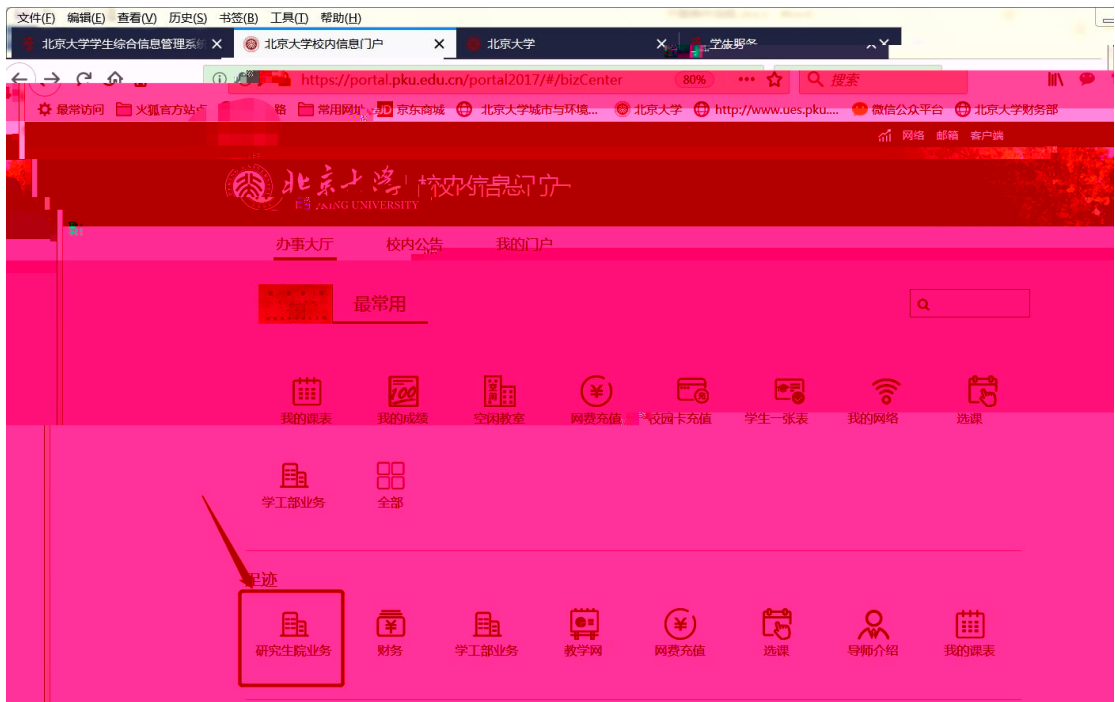 文件(F) 编辑(E) 查看(V) 历史(S) 书签(B) 工具(T) 帮助(H)
北京大学学生综合信息管理系统 北京大学校内信息门户 北京大学
https://portal.pku.edu.cn/portal2017/#/bizCenter 80% 搜索
最常访问 火狐官方站点 常用网址 JD 京东商城 北京大学城市与环境... 北京大学 http://www.ues.pku.... 微信公众平台 北京大学财务部
网络 邮箱 客户端
北京大学 校内信息门户
UNIVERSITY
办事大厅 校内公告 我的门户
最常用
我的课表 我的成绩 空闲教室 网费充值 校园卡充值 学生一张表 我的网络 选课
学工部业务 全部
足迹
研究生院业务 财务 学工部业务 教学网 网费充值 选课 导师介绍 我的课表